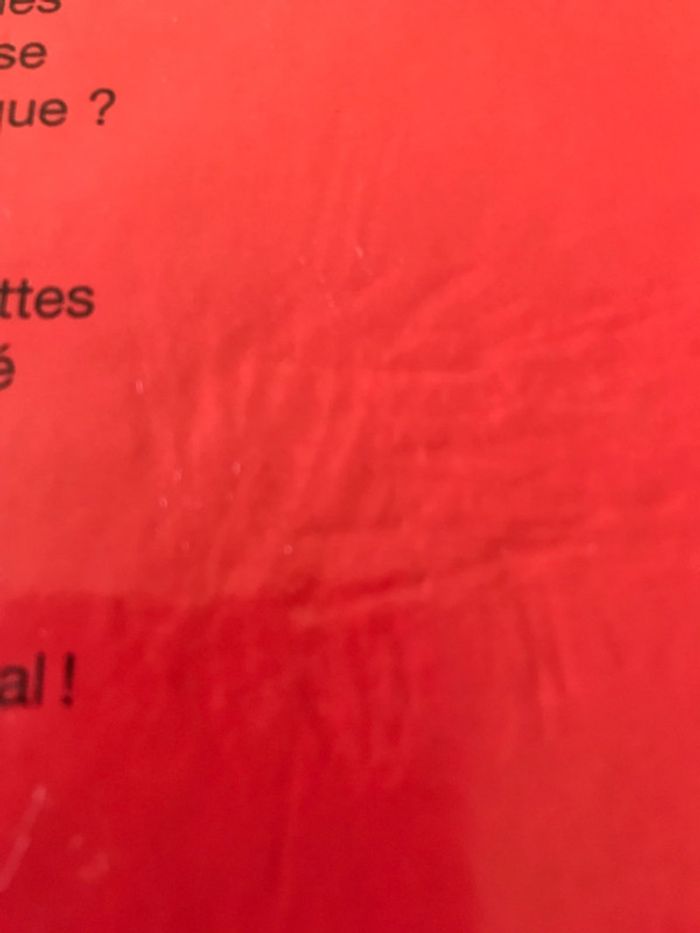 se
que ?
ttes
é
al !